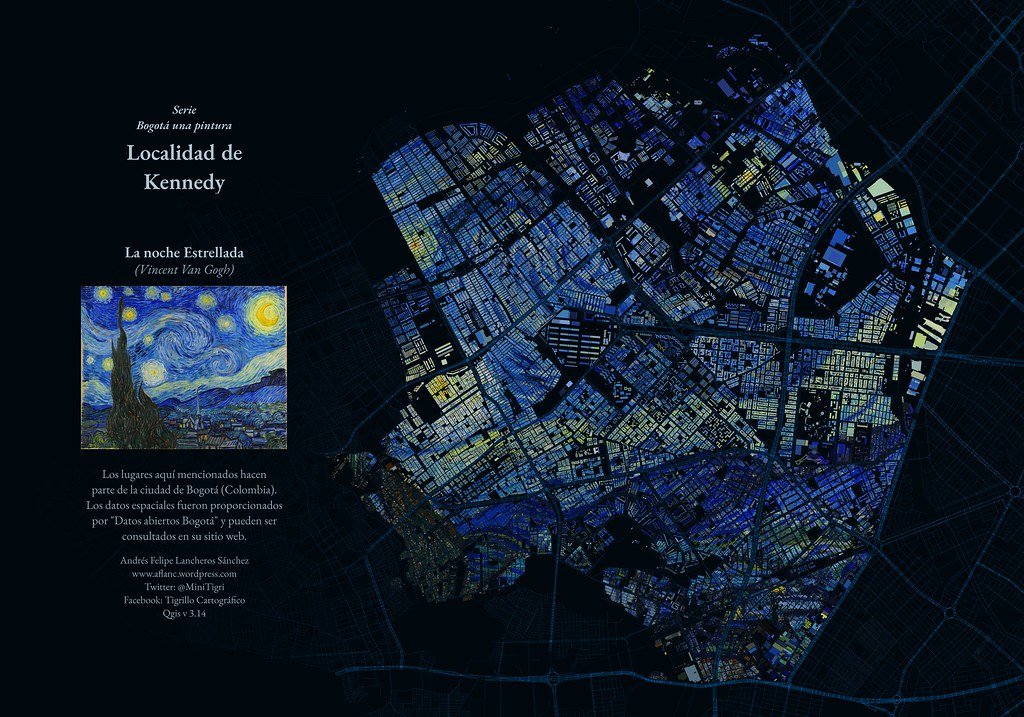 Serie
Bogotá una pintura
Localidad de
Kennedy
La noche Estrellada
(Vincent Van Gogh)
Los lugares aquí mencionados hacen
parte de la ciudad de Bogotá (Colombia).
Los datos espaciales fueron proporcionados
por "Datos abiertos Bogotá" y pueden ser
consultados en su sitio web.
Andrés Felipe Lancheros Sánchez
www.aflanc.wordpress.com
Twitter: @MiniTigri
Facebook: Tigrillo Cartográfico
Qgis v 3.14